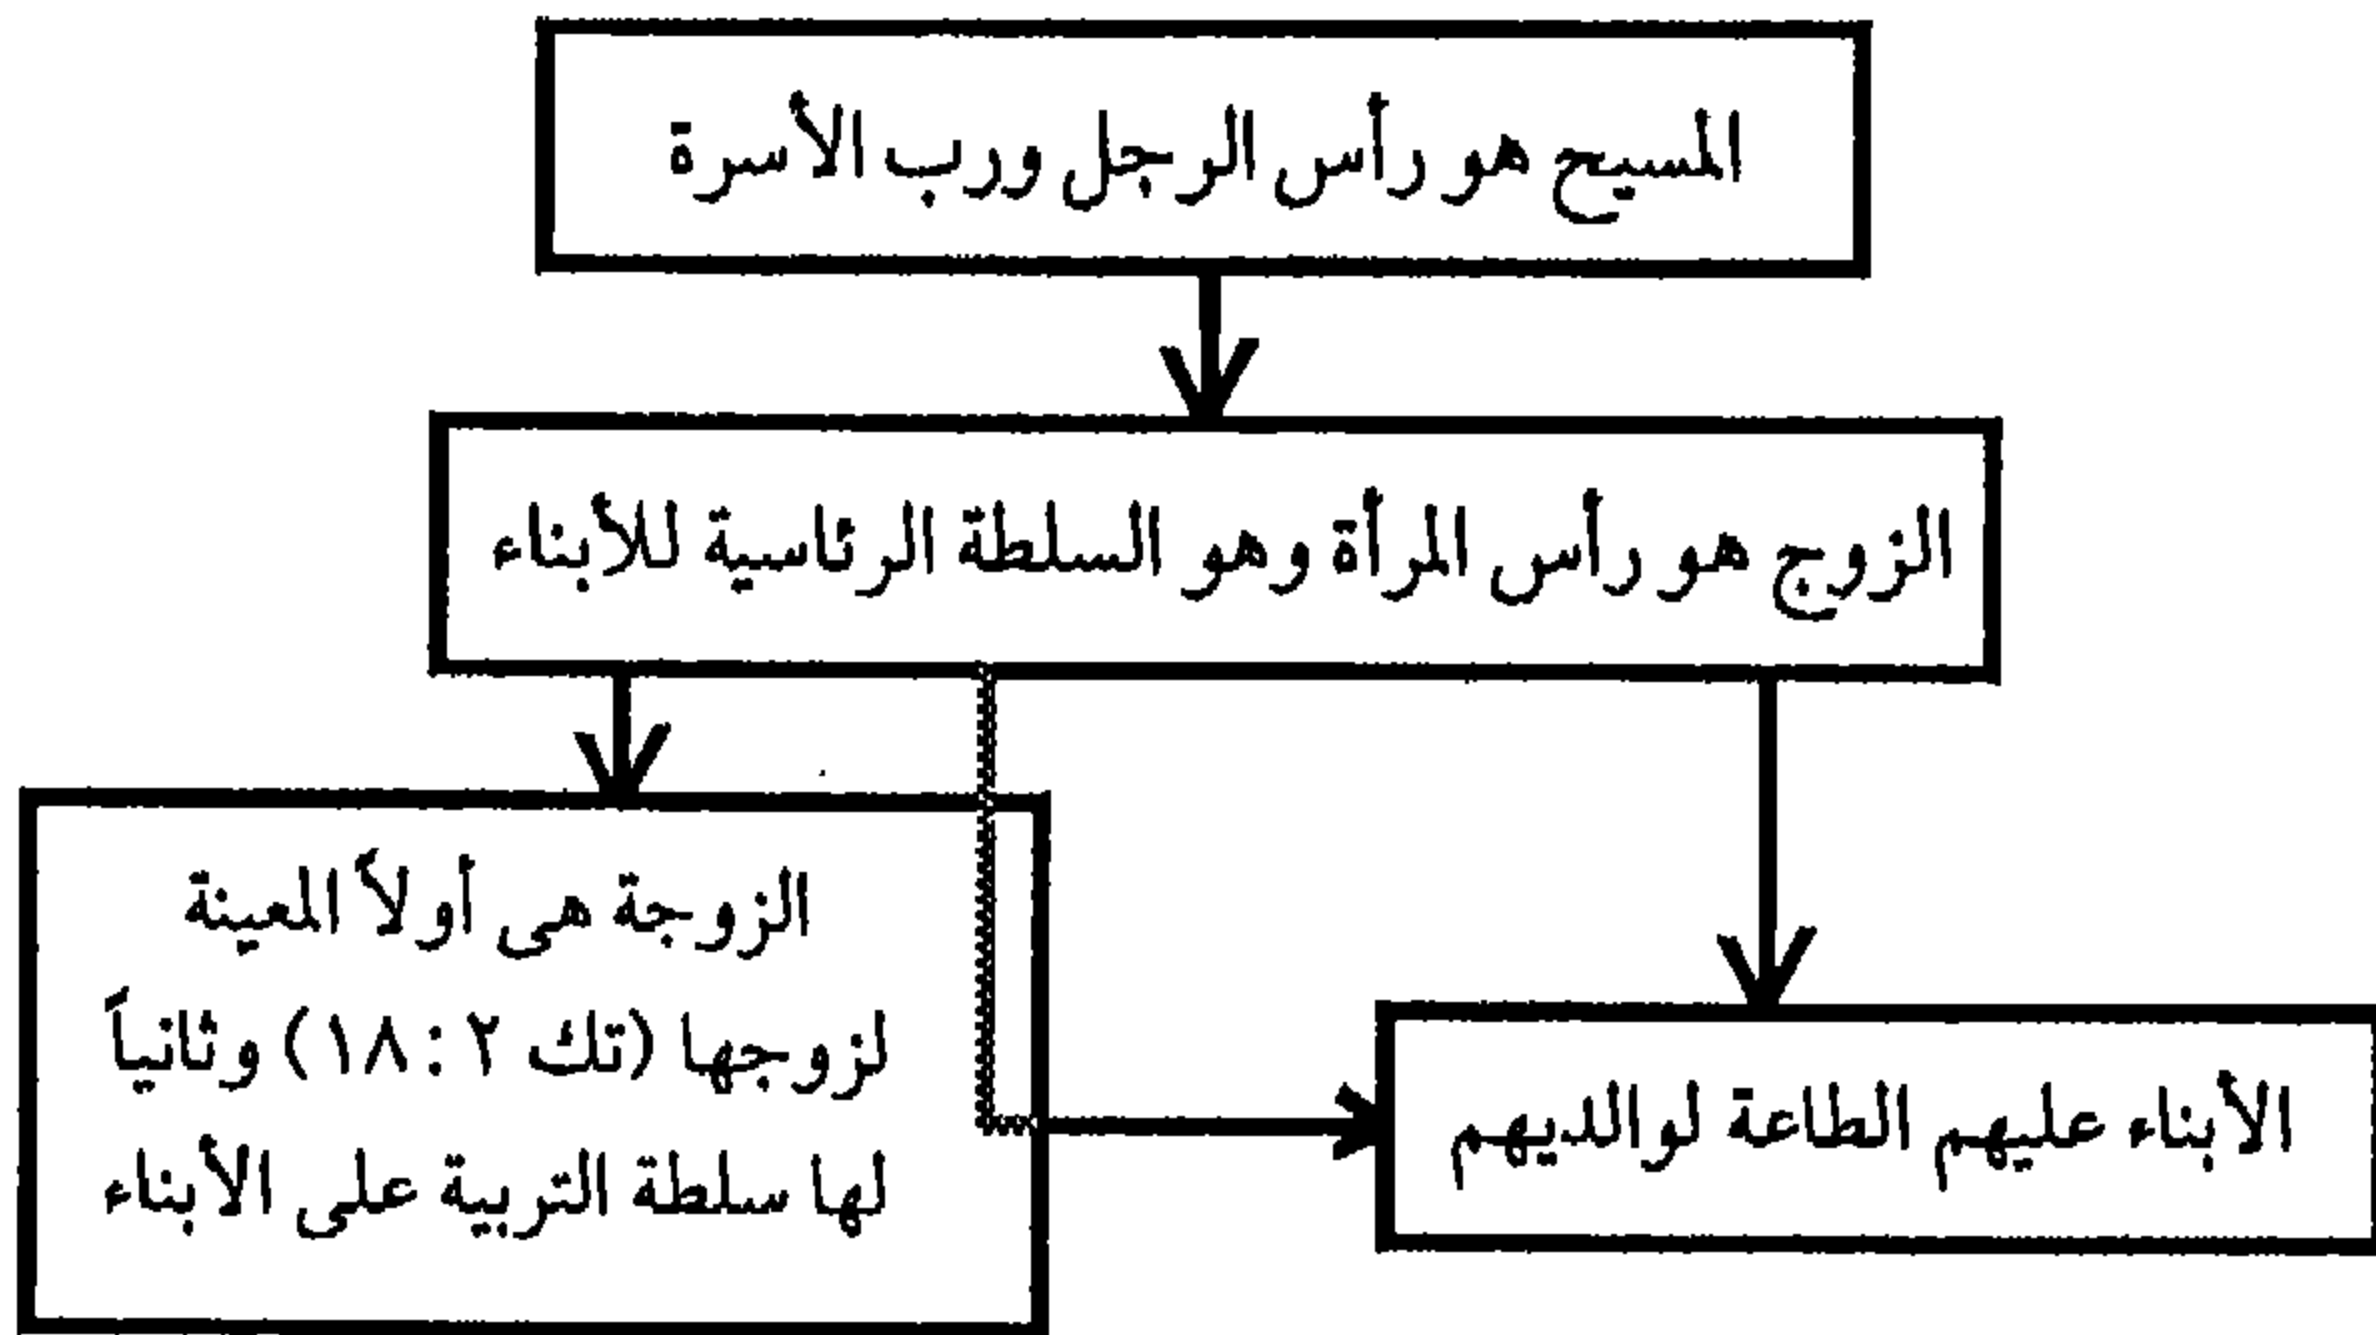 المسيح هو رأس الرجل ورب الأسرة
الزوج هو رأس المرأة وهو السلطة الرئاسية للأبناء
الزوجة هى أولاً المعينة
لزوجها (تك ٢ : ١٨) وثانياً
لها سلطة التربية على الأبناء
الأبناء عليهم الطاعة لوالديهم